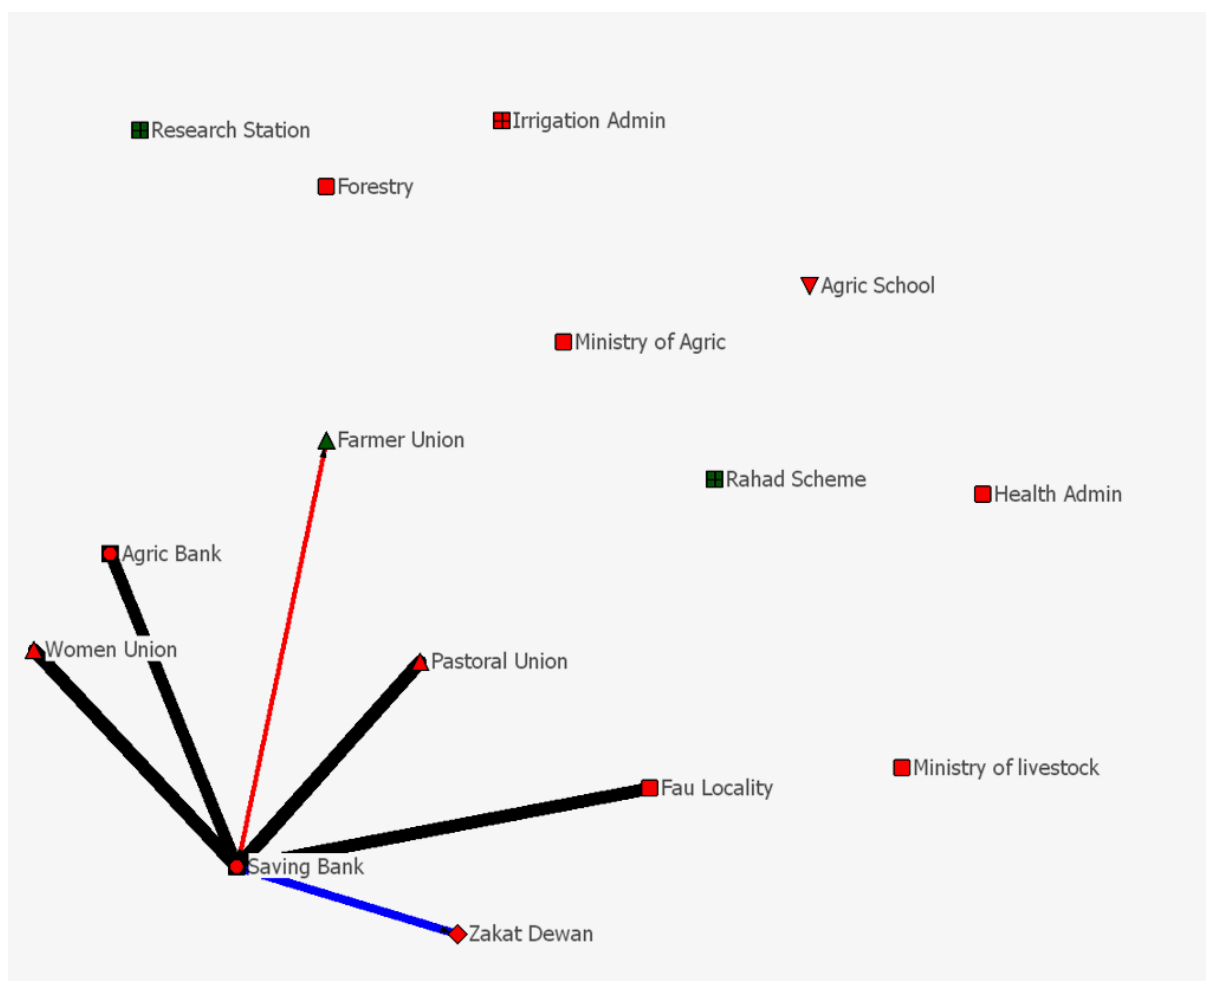 Irrigation Admin
Research Station
Forestry
Agric School
Ministry of Agric
Farmer Union
Rahad Scheme
Health Admin
Agric Bank
Women Union
Pastoral Union
Ministry of livestock
Fau Locality
Saving Bank
Zakat Dewan